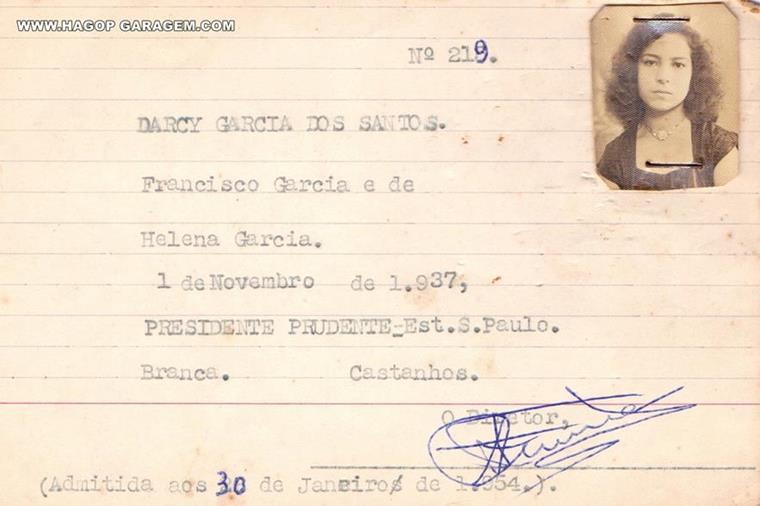 WWW.HAGOP GARAGEM.COM
Nº 219.
DARCY GARCIA DOS SANTOS.
Francisco Garcia e de
Helena Garcia.
1 de Novembro de 1.937,
PRESIDENTE PRUDENTE-Est.S.Paulo.
Branca. Castanhos.
O Diretor,
(Admitida aos 30 de Janeiro de 1.954.).